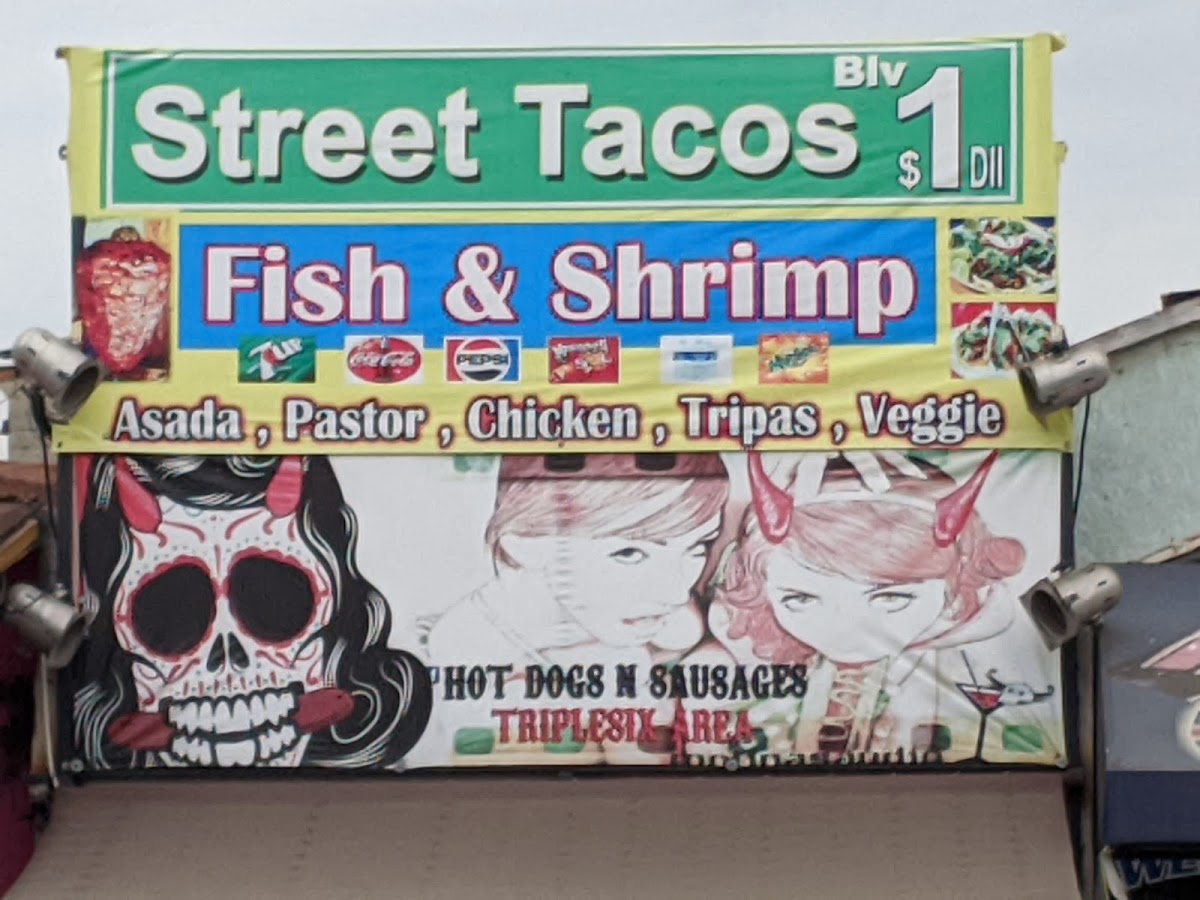 Street Tacos Blv $1 Dll
Fish & Shrimp
7UP Coca-Cola PEPSI
Asada , Pastor , Chicken , Tripas , Veggie
HOT DOGS N SAUSAGES
TRIPLESIX AREA